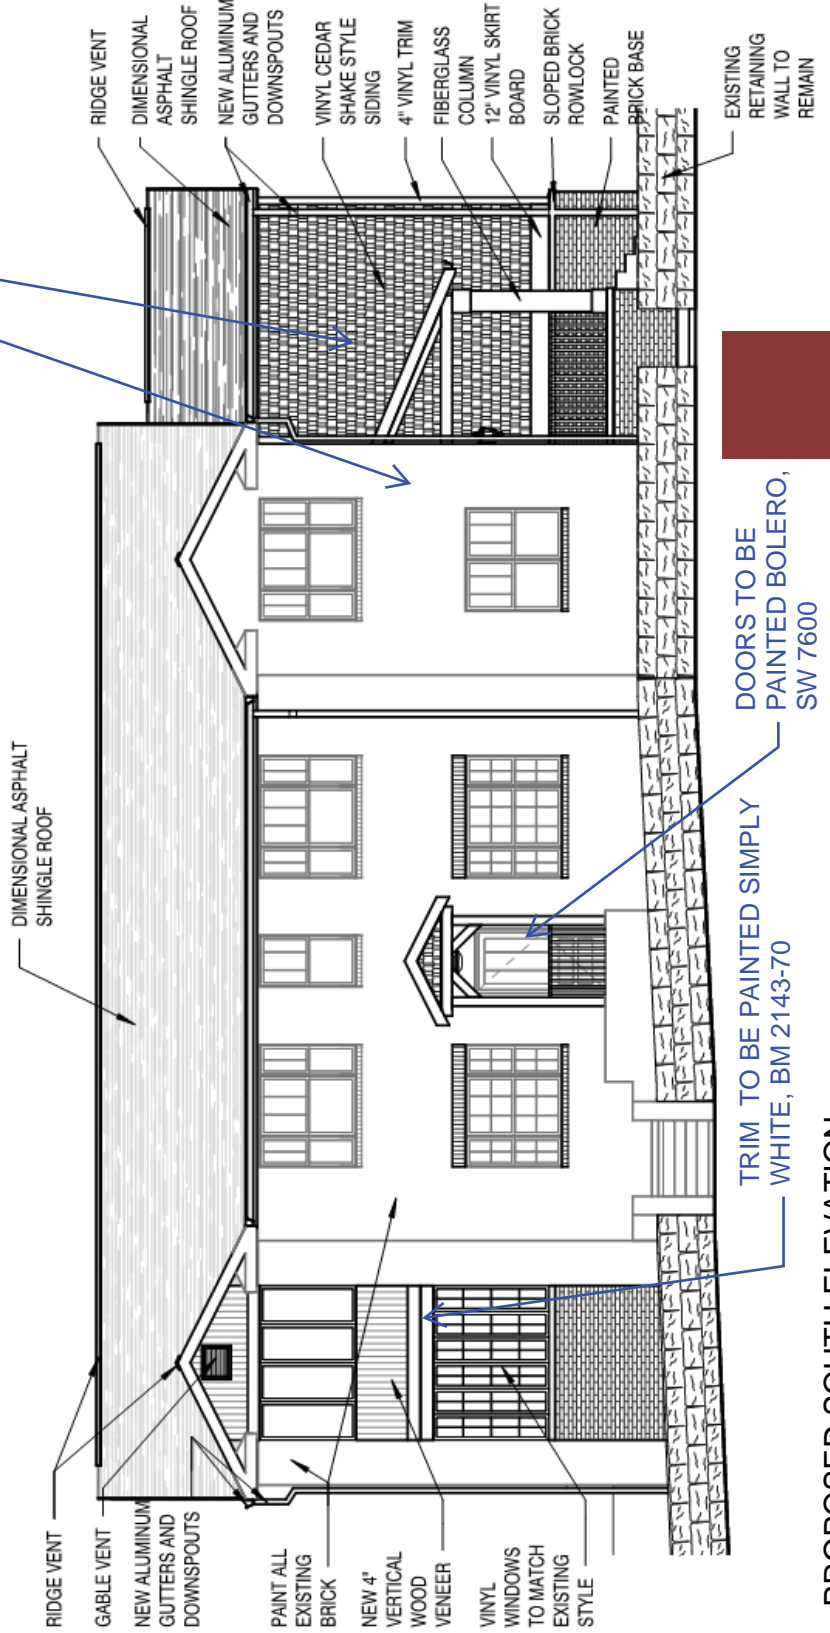 DIMENSIONAL ASPHALT
SHINGLE ROOF
RIDGE VENT
GABLE VENT
NEW ALUMINUM
GUTTERS AND
DOWNSPOUTS
PAINT ALL
EXISTING
BRICK
NEW 4"
VERTICAL
WOOD
VENEER
VINYL
WINDOWS
TO MATCH
EXISTING
STYLE
RIDGE VENT
DIMENSIONAL
ASPHALT
SHINGLE ROOF
NEW ALUMINUM
GUTTERS AND
DOWNSPOUTS
VINYL CEDAR
SHAKE STYLE
SIDING
4" VINYL TRIM
FIBERGLASS
COLUMN
12" VINYL SKIRT
BOARD
SLOPED BRICK
ROWLOCK
PAINTED
BRICK BASE
EXISTING
RETAINING
WALL TO
REMAIN
TRIM TO BE PAINTED SIMPLY
WHITE, BM 2143-70
DOORS TO BE
PAINTED BOLERO,
SW 7600
PROPOSED SOUTH ELEVATION